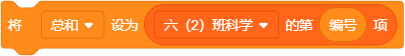 将 总和 设为 六（2）班科学 的第 编号 项